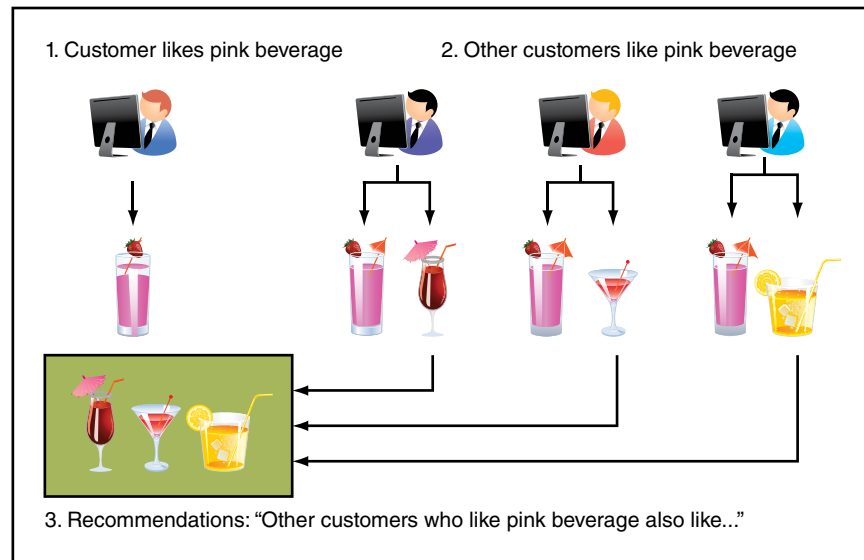 1. Customer likes pink beverage
2. Other customers like pink beverage
3. Recommendations: “Other customers who like pink beverage also like...”